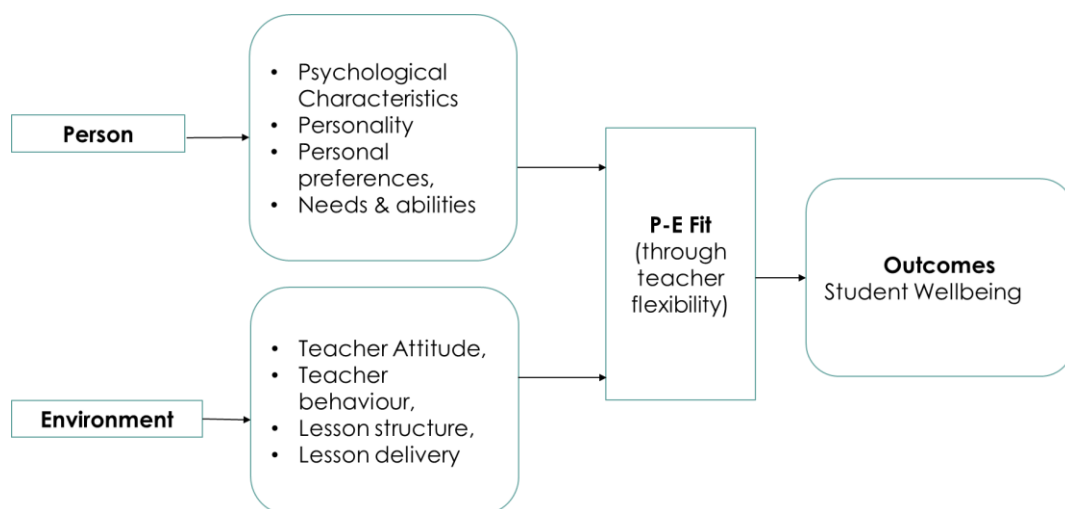 Person
• Psychological
Characteristics
• Personality
• Personal
preferences,
• Needs & abilities
Environment
• Teacher Attitude,
• Teacher
behaviour,
• Lesson structure,
• Lesson delivery
P-E Fit
(through
teacher
flexibility)
Outcomes
Student Wellbeing